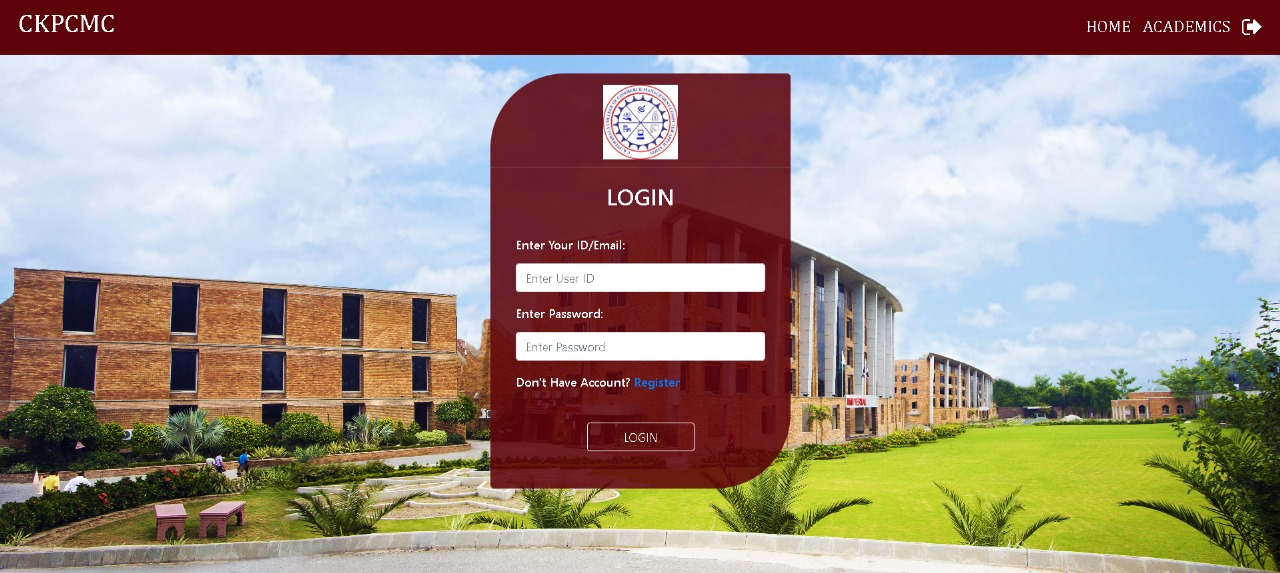 CKPCMC
HOME ACADEMICS
LOGIN
Enter Your ID/Email:
Enter User ID
Enter Password:
Enter Password
Don't Have Account? Register
LOGIN